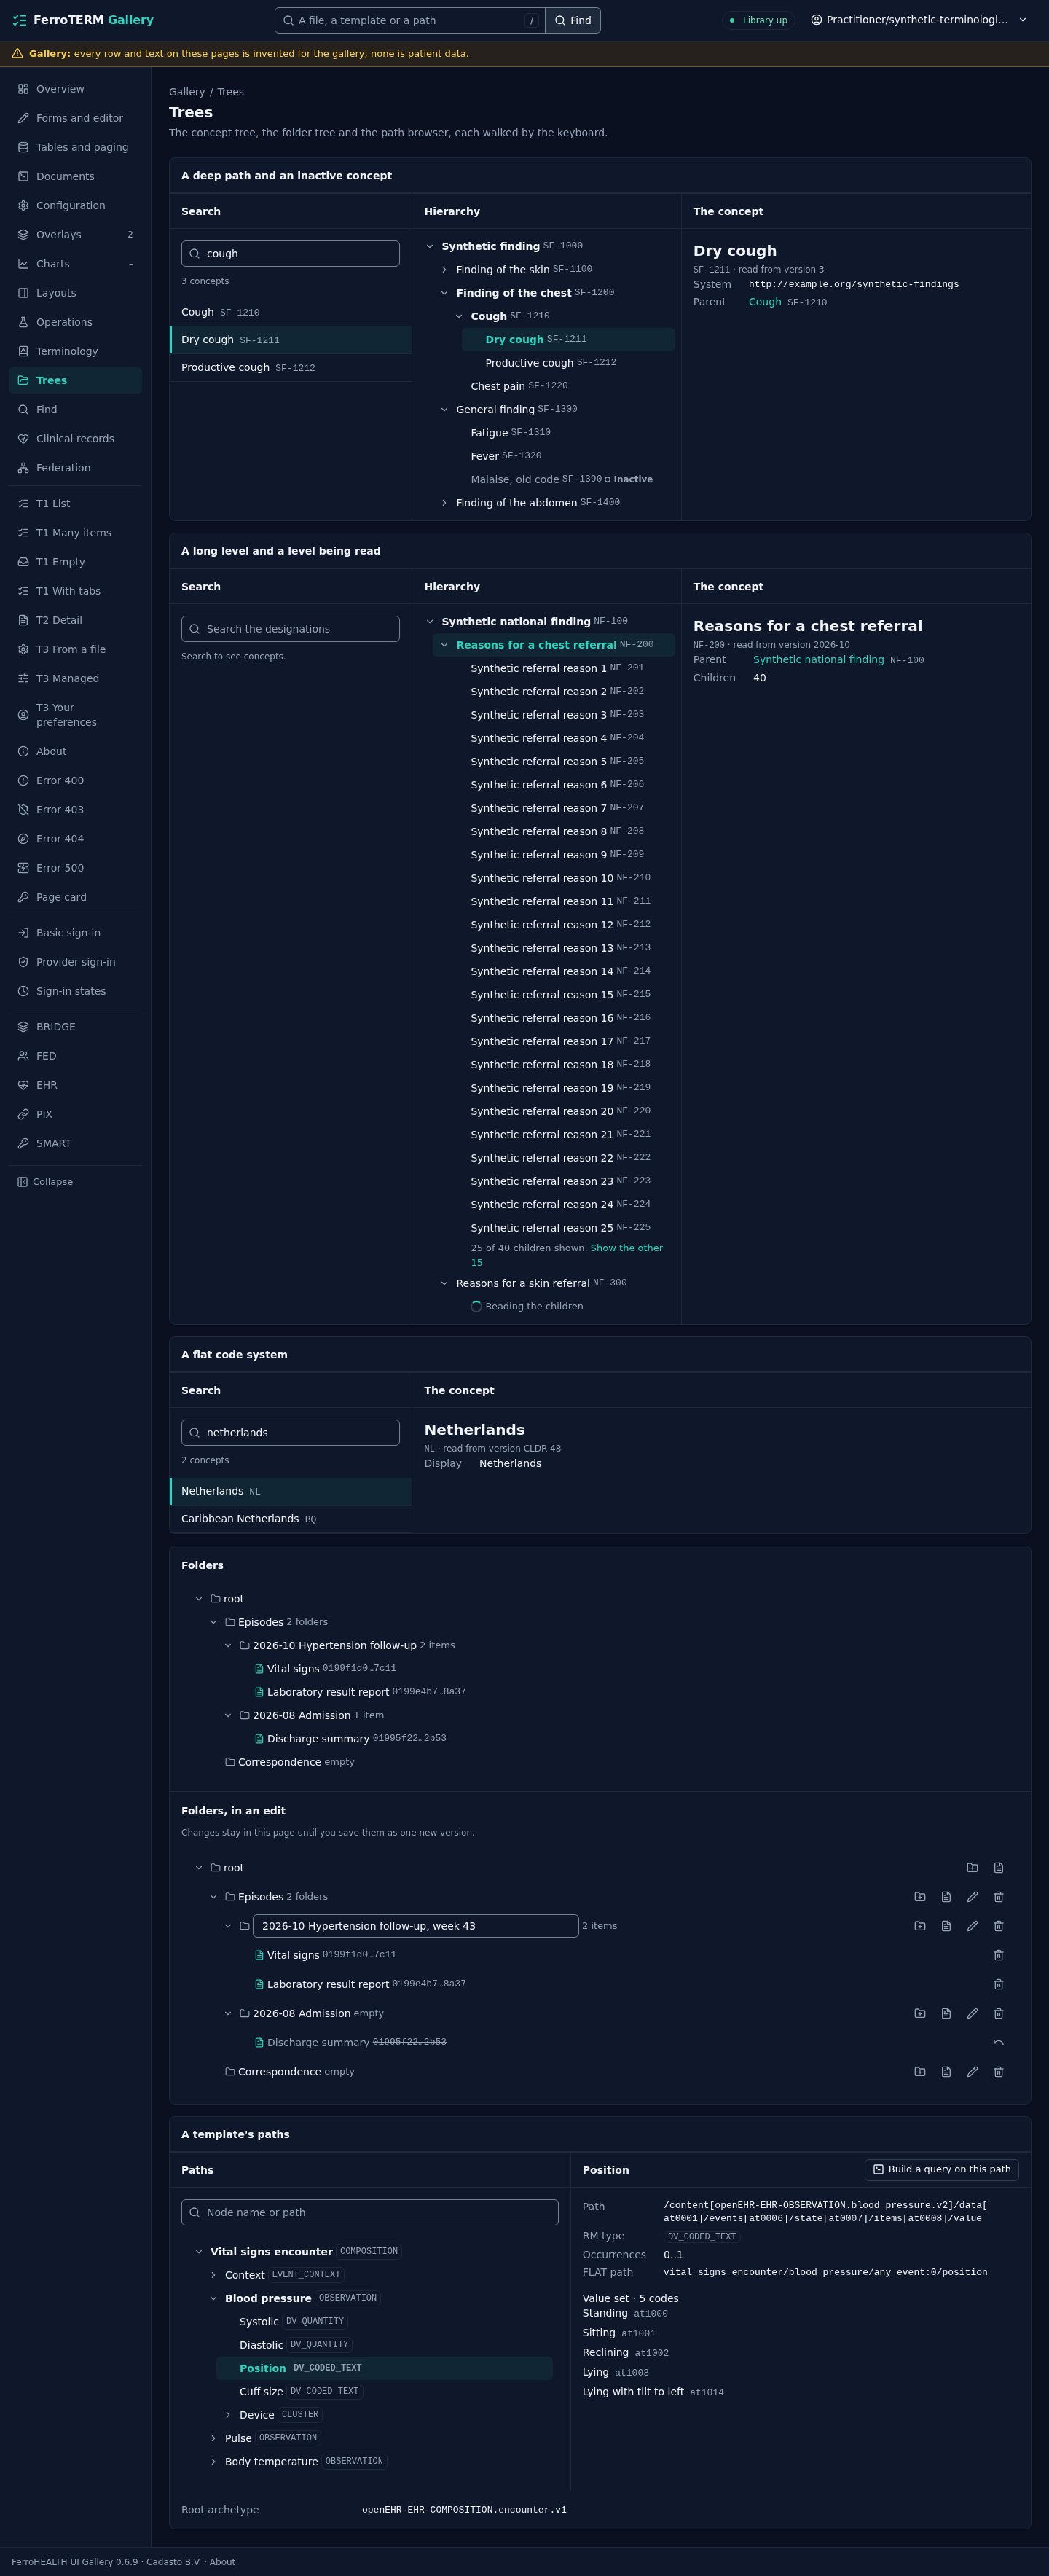 FerroTERM Gallery
A file, a template or a path
/
Find
Library up
Practitioner/synthetic-terminologi…
Gallery: every row and text on these pages is invented for the gallery; none is patient data.
Overview
Forms and editor
Tables and paging
Documents
Configuration
Overlays 2
Charts -
Layouts
Operations
Terminology
Trees
Find
Clinical records
Federation
T1 List
T1 Many items
T1 Empty
T1 With tabs
T2 Detail
T3 From a file
T3 Managed
T3 Your
preferences
About
Error 400
Error 403
Error 404
Error 500
Page card
Basic sign-in
Provider sign-in
Sign-in states
BRIDGE
FED
EHR
PIX
SMART
Collapse
Gallery / Trees
Trees
The concept tree, the folder tree and the path browser, each walked by the keyboard.
A deep path and an inactive concept
Search
cough
3 concepts
Cough SF-1210
Dry cough SF-1211
Productive cough SF-1212
Hierarchy
Synthetic finding SF-1000
Finding of the skin SF-1100
Finding of the chest SF-1200
Cough SF-1210
Dry cough SF-1211
Productive cough SF-1212
Chest pain SF-1220
General finding SF-1300
Fatigue SF-1310
Fever SF-1320
Malaise, old code SF-1390 Inactive
Finding of the abdomen SF-1400
The concept
Dry cough
SF-1211 · read from version 3
System http://example.org/synthetic-findings
Parent Cough SF-1210
A long level and a level being read
Search
Search the designations
Search to see concepts.
Hierarchy
Synthetic national finding NF-100
Reasons for a chest referral NF-200
Synthetic referral reason 1 NF-201
Synthetic referral reason 2 NF-202
Synthetic referral reason 3 NF-203
Synthetic referral reason 4 NF-204
Synthetic referral reason 5 NF-205
Synthetic referral reason 6 NF-206
Synthetic referral reason 7 NF-207
Synthetic referral reason 8 NF-208
Synthetic referral reason 9 NF-209
Synthetic referral reason 10 NF-210
Synthetic referral reason 11 NF-211
Synthetic referral reason 12 NF-212
Synthetic referral reason 13 NF-213
Synthetic referral reason 14 NF-214
Synthetic referral reason 15 NF-215
Synthetic referral reason 16 NF-216
Synthetic referral reason 17 NF-217
Synthetic referral reason 18 NF-218
Synthetic referral reason 19 NF-219
Synthetic referral reason 20 NF-220
Synthetic referral reason 21 NF-221
Synthetic referral reason 22 NF-222
Synthetic referral reason 23 NF-223
Synthetic referral reason 24 NF-224
Synthetic referral reason 25 NF-225
25 of 40 children shown. Show the other
15
Reasons for a skin referral NF-300
Reading the children
The concept
Reasons for a chest referral
NF-200 · read from version 2026-10
Parent Synthetic national finding NF-100
Children 40
A flat code system
Search
netherlands
2 concepts
Netherlands NL
Caribbean Netherlands BQ
The concept
Netherlands
NL · read from version CLDR 48
Display Netherlands
Folders
root
Episodes 2 folders
2026-10 Hypertension follow-up 2 items
Vital signs 0199f1d0…7c11
Laboratory result report 0199e4b7…8a37
2026-08 Admission 1 item
Discharge summary 01995f22…2b53
Correspondence empty
Folders, in an edit
Changes stay in this page until you save them as one new version.
root
Episodes 2 folders
2026-10 Hypertension follow-up, week 43 2 items
Vital signs 0199f1d0…7c11
Laboratory result report 0199e4b7…8a37
2026-08 Admission empty
Discharge summary 01995f22…2b53
Correspondence empty
A template's paths
Paths
Node name or path
Vital signs encounter COMPOSITION
Context EVENT_CONTEXT
Blood pressure OBSERVATION
Systolic DV_QUANTITY
Diastolic DV_QUANTITY
Position DV_CODED_TEXT
Cuff size DV_CODED_TEXT
Device CLUSTER
Pulse OBSERVATION
Body temperature OBSERVATION
Position
Build a query on this path
Path /content[openEHR-EHR-OBSERVATION.blood_pressure.v2]/data[
at0001]/events[at0006]/state[at0007]/items[at0008]/value
RM type DV_CODED_TEXT
Occurrences 0..1
FLAT path vital_signs_encounter/blood_pressure/any_event:0/position
Value set · 5 codes
Standing at1000
Sitting at1001
Reclining at1002
Lying at1003
Lying with tilt to left at1014
Root archetype openEHR-EHR-COMPOSITION.encounter.v1
FerroHEALTH UI Gallery 0.6.9 · Cadasto B.V. · About